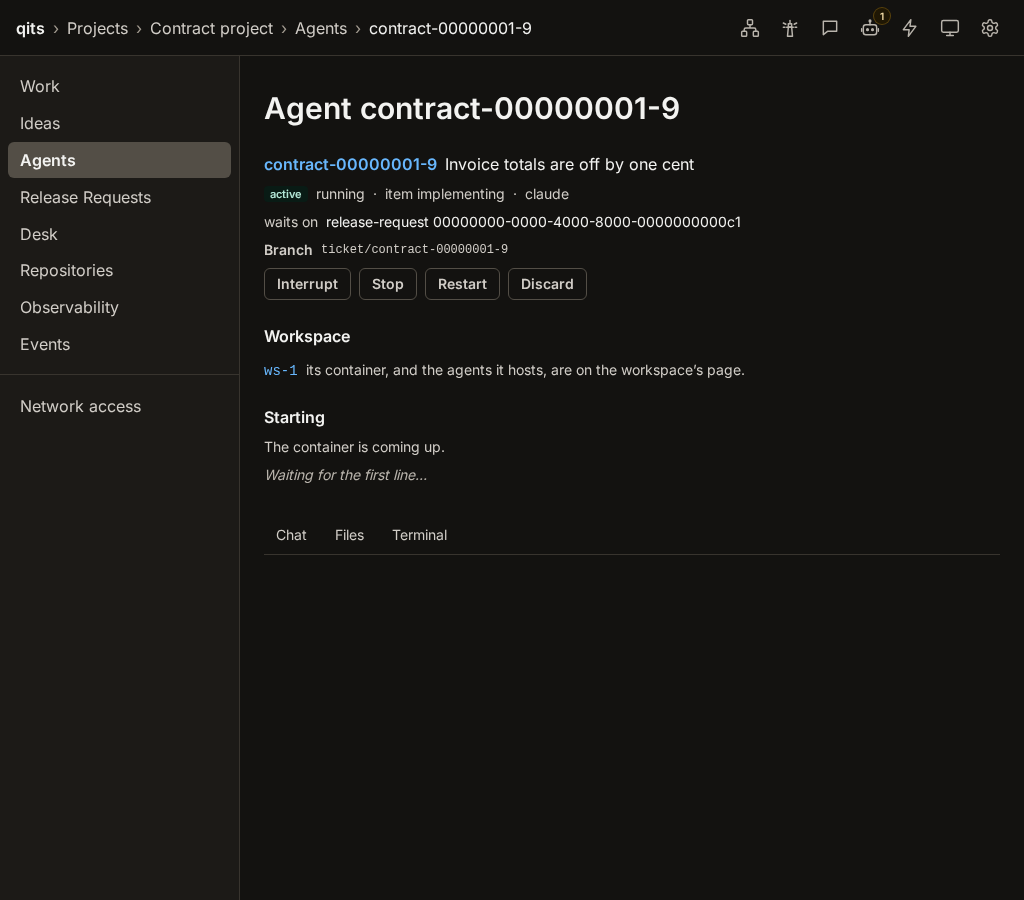 qits › Projects › Contract project › Agents › contract-00000001-9
1
Work
Ideas
Agents
Release Requests
Desk
Repositories
Observability
Events
Network access
Agent contract-00000001-9
contract-00000001-9 Invoice totals are off by one cent
active running · item implementing · claude
waits on release-request 00000000-0000-4000-8000-0000000000c1
Branch ticket/contract-00000001-9
Interrupt Stop Restart Discard
Workspace
ws-1 its container, and the agents it hosts, are on the workspace’s page.
Starting
The container is coming up.
Waiting for the first line…
Chat Files Terminal